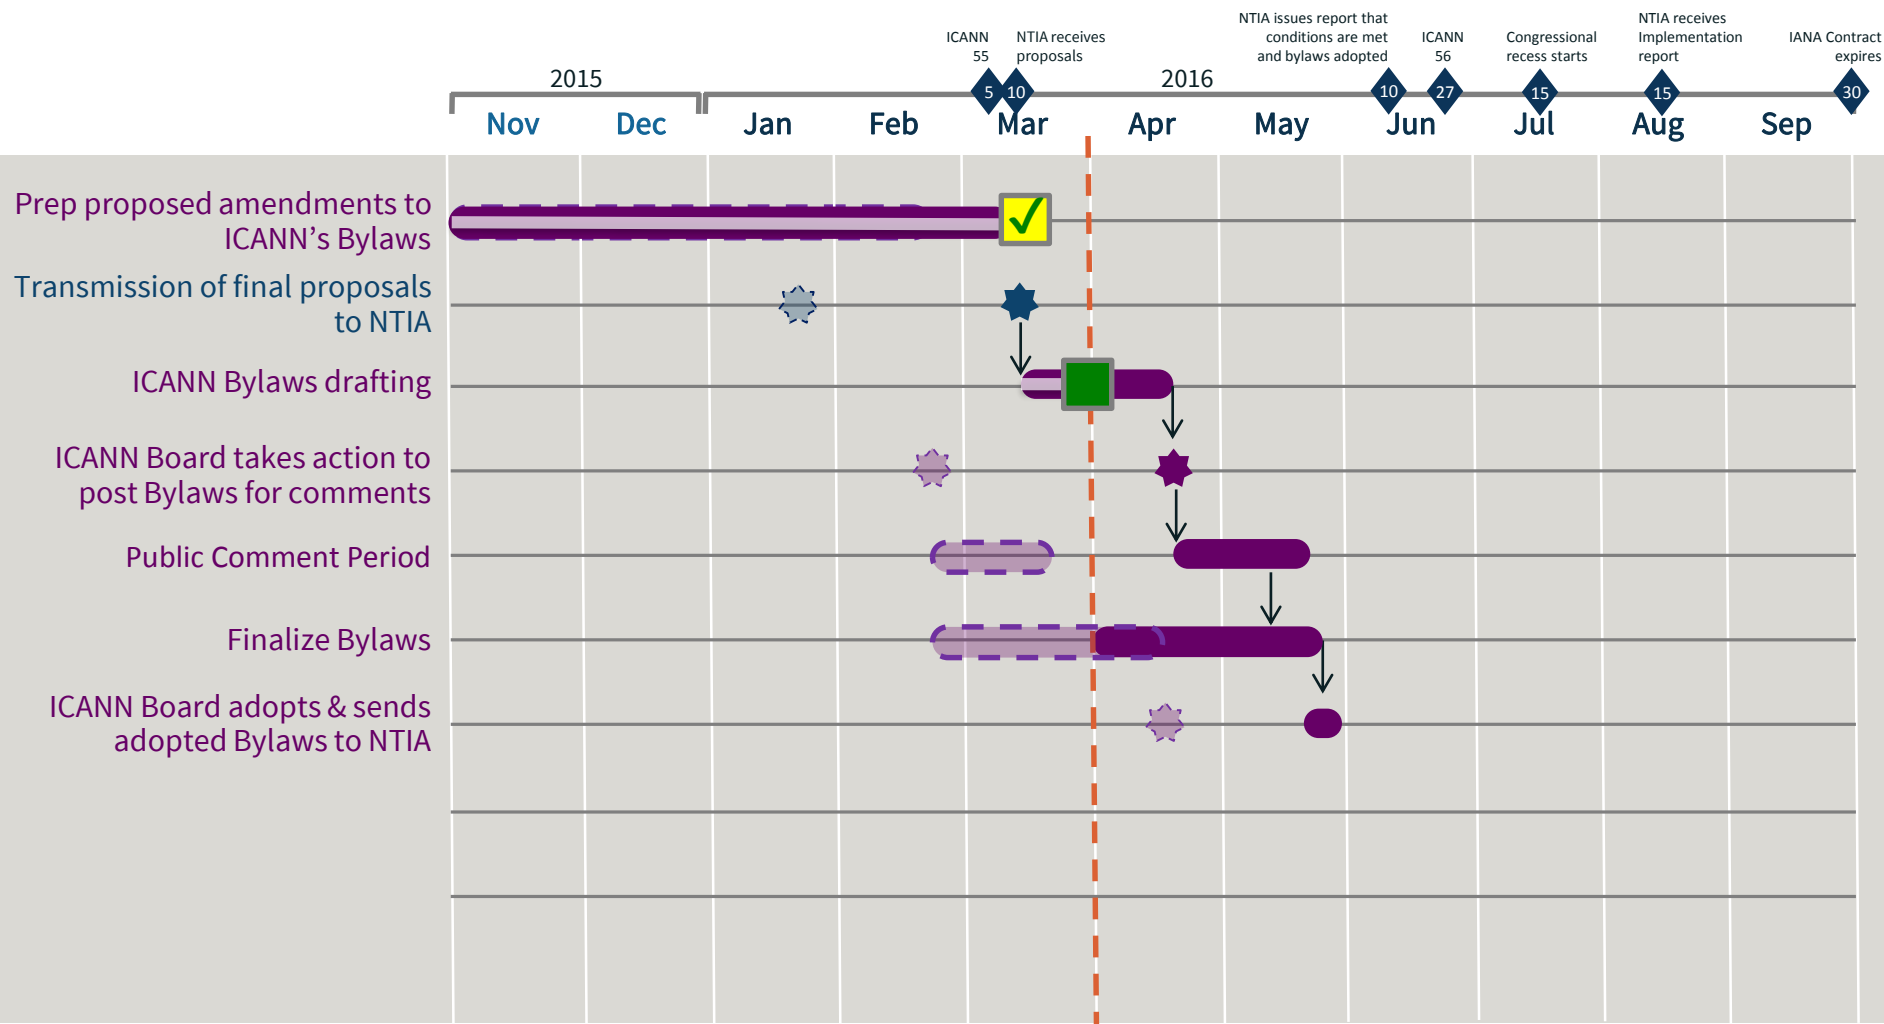 NTIA issues report that
conditions are met
and bylaws adopted
NTIA receives
Implementation
report
ICANN
55
NTIA receives
proposals
ICANN
56
Congressional
recess starts
IANA Contract
expires
2015
2016
5
10
10
27
15
15
30
Nov
Dec
Jan
Feb
Mar
Apr
May
Jun
Jul
Aug
Sep
Prep proposed amendments to
ICANN’s Bylaws
Transmission of final proposals
to NTIA
ICANN Bylaws drafting
ICANN Board takes action to
post Bylaws for comments
Public Comment Period
Finalize Bylaws
ICANN Board adopts & sends
adopted Bylaws to NTIA